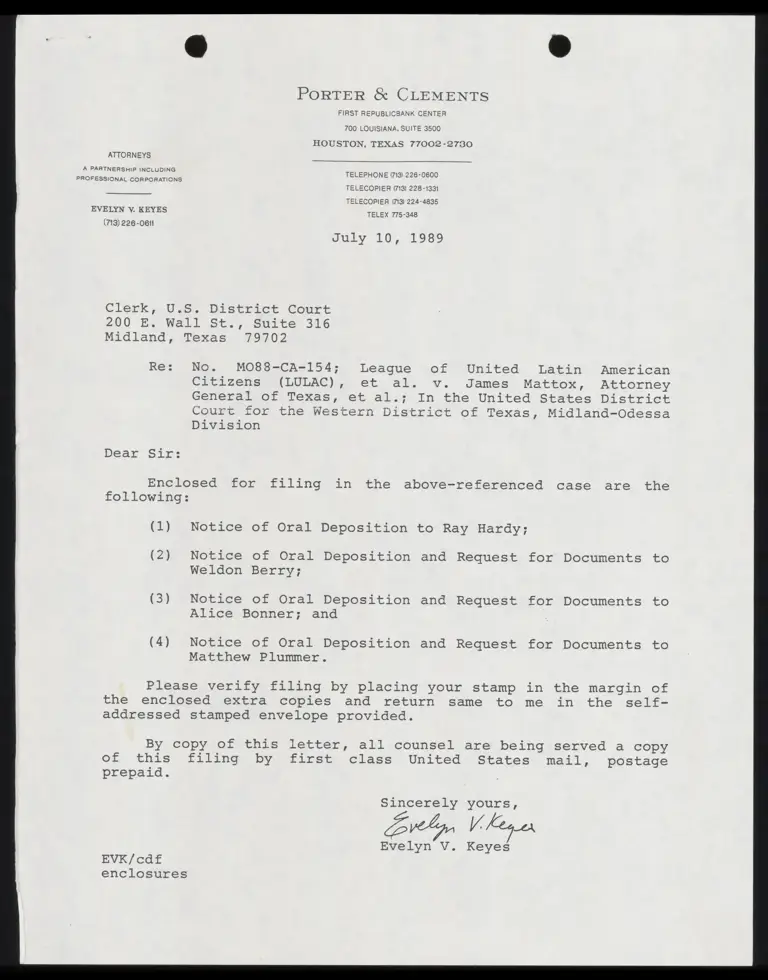 PORTER & CLEMENTS
FIRST REPUBLICBANK CENTER
700 LOUISIANA, SUITE 3500
HOUSTON, TEXAS 77002-2730
ATTORNEYS
A PARTNERSHIP INCLUDING
PROFESSIONAL CORPORATIONS
EVELYN V. KEYES
(713) 226-0611
TELEPHONE (713) 226-0600
TELECOPIER (713) 228-1331
TELECOPIER (713) 224-4835
TELEX 775-348
July 10, 1989
Clerk, U.S. District Court
200 E. Wall St., Suite 316
Midland, Texas 79702
Re: No. MO88-CA-154; League of United Latin American
Citizens (LULAC), et al. v. James Mattox, Attorney
General of Texas, et al.; In the United States District
Court for the Western District of Texas, Midland-Odessa
Division
Dear Sir:
Enclosed for filing in the above-referenced case are the
following:
(1) Notice of Oral Deposition to Ray Hardy;
(2) Notice of Oral Deposition and Request for Documents to
Weldon Berry;
(3) Notice of Oral Deposition and Request for Documents to
Alice Bonner; and
(4) Notice of Oral Deposition and Request for Documents to
Matthew Plummer.
Please verify filing by placing your stamp in the margin of
the enclosed extra copies and return same to me in the self-
addressed stamped envelope provided.
By copy of this letter, all counsel are being served a copy
of this filing by first class United States mail, postage
prepaid.
Sincerely yours,
Evelyn V. Keyes
Evelyn V. Keyes
EVK/cdf
enclosures